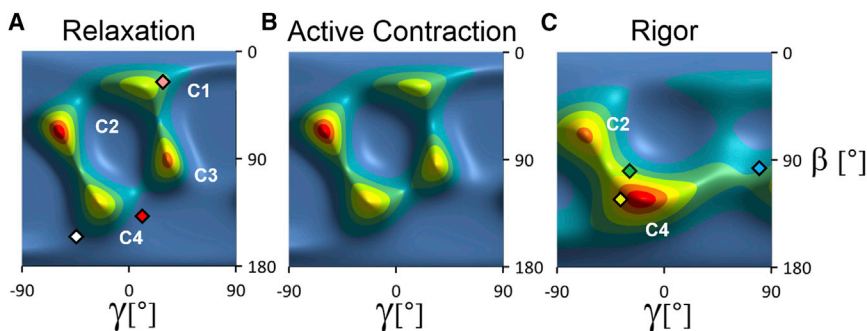 A Relaxation
B Active Contraction
C Rigor
C1
C2
C3
C4
C2
C4
0
90
180
0
90
180
0
90
180
β [°]
-90 0 90
-90 0 90
-90 0 90
γ[°]
γ[°]
γ[°]